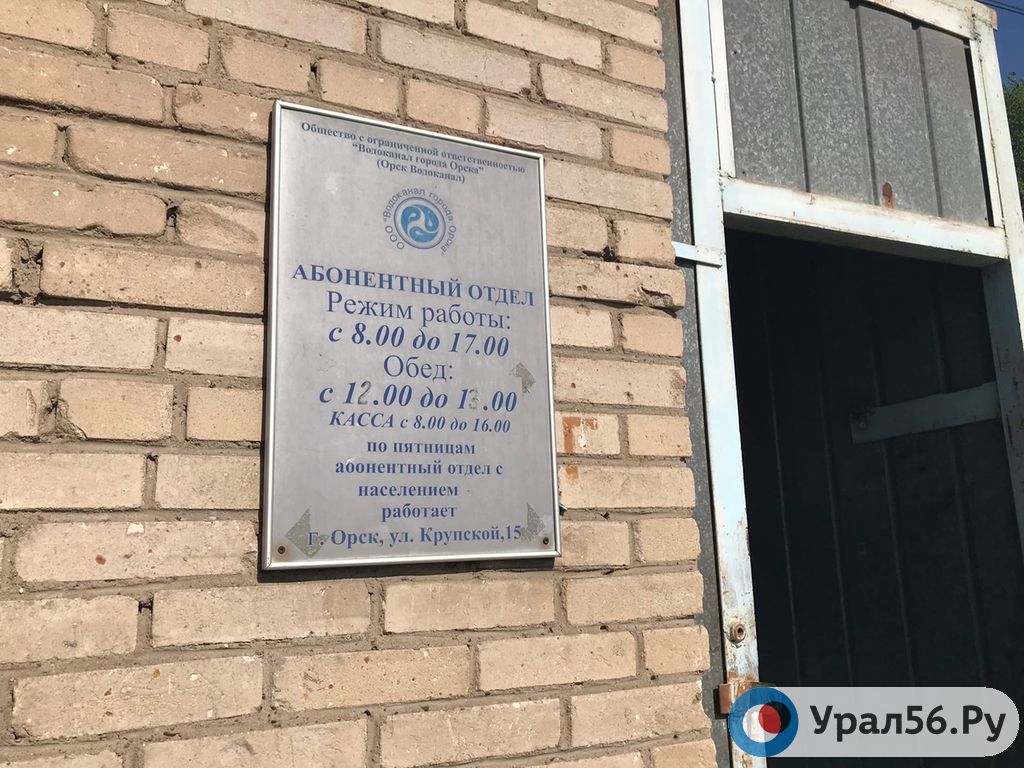 Общество с ограниченной ответственностью
"Водоканал города Орска"
(Орск Водоканал)
ООО "Водоканал города Орска"
АБОНЕНТНЫЙ ОТДЕЛ
Режим работы:
с 8.00 до 17.00
Обед:
с 12.00 до 13.00
КАССА с 8.00 до 16.00
по пятницам
абонентный отдел с
населением
работает
г. Орск, ул. Крупской,15
Урал56.Ру